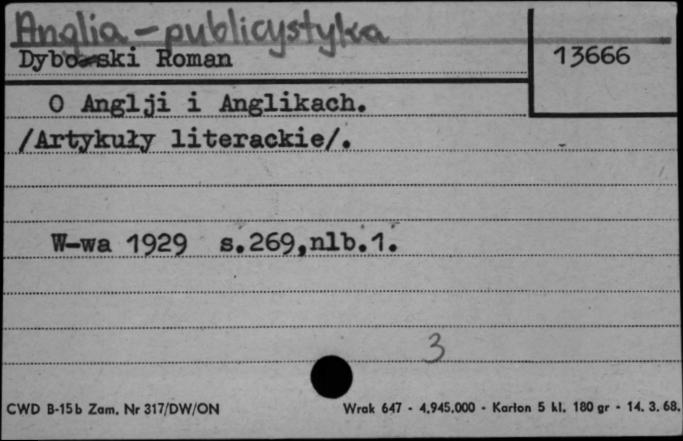 Anglia - publicystyka
Dybowski Roman
13666
O Anglji i Anglikach.
/Artykuły literackie/.
W-wa 1929 s.269,nlb.1.
3
CWD B-15b Zam. Nr 317/DW/ON
Wrak 647 - 4.945.000 - Karton 5 kl. 180 gr - 14. 3. 68.